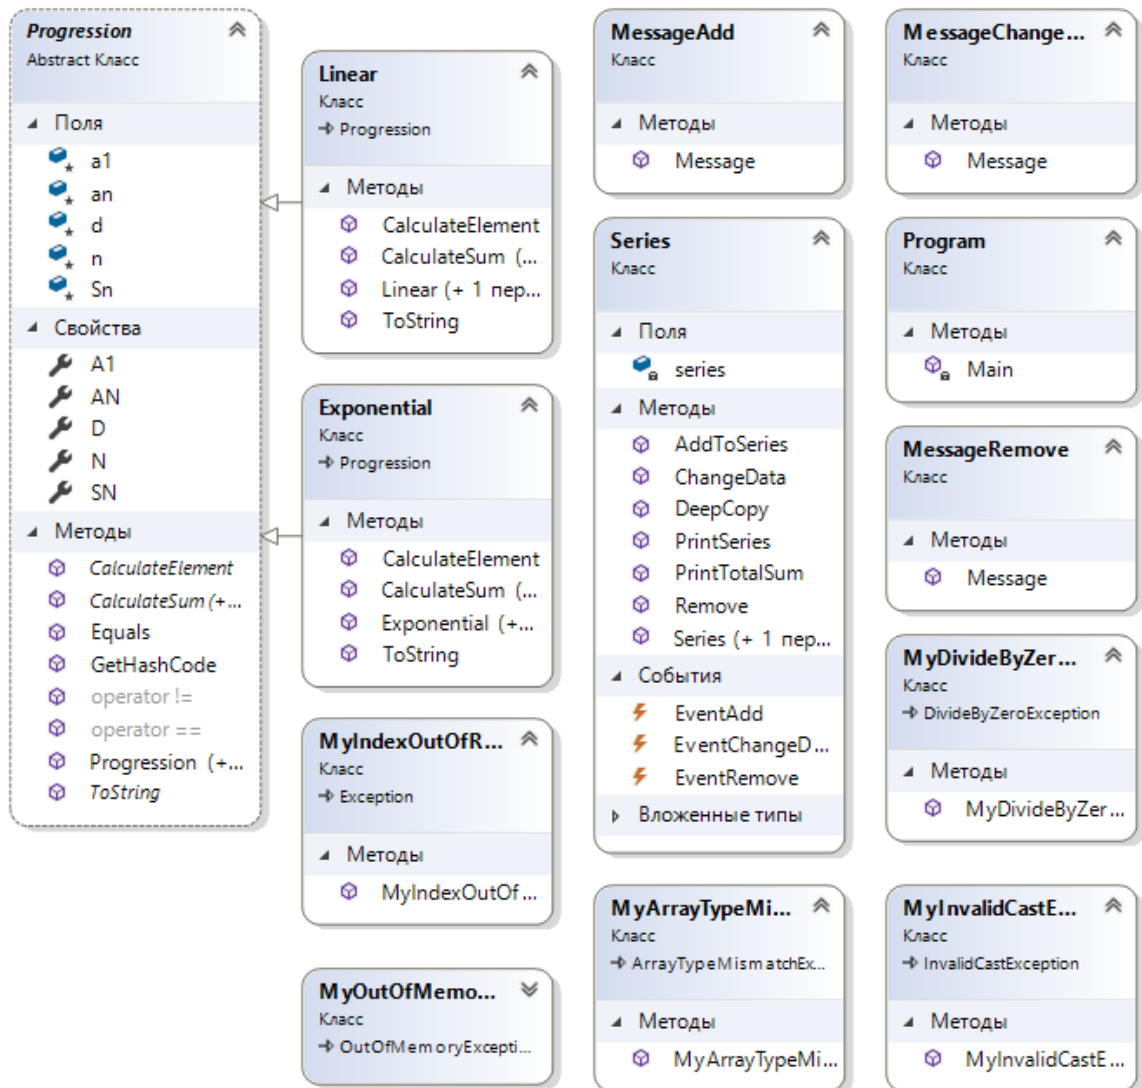 Progression
Abstract Класс
Поля
a1
an
d
n
Sn
Свойства
A1
AN
D
N
SN
Методы
CalculateElement
CalculateSum (+...
Equals
GetHashCode
operator !=
operator ==
Progression (+...
ToString
Linear
Класс
Progression
Методы
CalculateElement
CalculateSum (...
Linear (+ 1 пер...
ToString
Exponential
Класс
Progression
Методы
CalculateElement
CalculateSum (...
Exponential (+...
ToString
MyIndexOutOfR...
Класс
Exception
Методы
MyIndexOutOf...
MyOutOfMemo...
Класс
OutOfMemoryExcepti...
MessageAdd
Класс
Методы
Message
Series
Класс
Поля
series
Методы
AddToSeries
ChangeData
DeepCopy
PrintSeries
PrintTotalSum
Remove
Series (+ 1 пер...
События
EventAdd
EventChangeD...
EventRemove
Вложенные типы
MyArrayTypeMi...
Класс
ArrayTypeMismatchEx...
Методы
MyArrayTypeMi...
MessageChange...
Класс
Методы
Message
Program
Класс
Методы
Main
MessageRemove
Класс
Методы
Message
MyDivideByZer...
Класс
DivideByZeroException
Методы
MyDivideByZer...
MyInvalidCastE...
Класс
InvalidCastException
Методы
MyInvalidCastE...